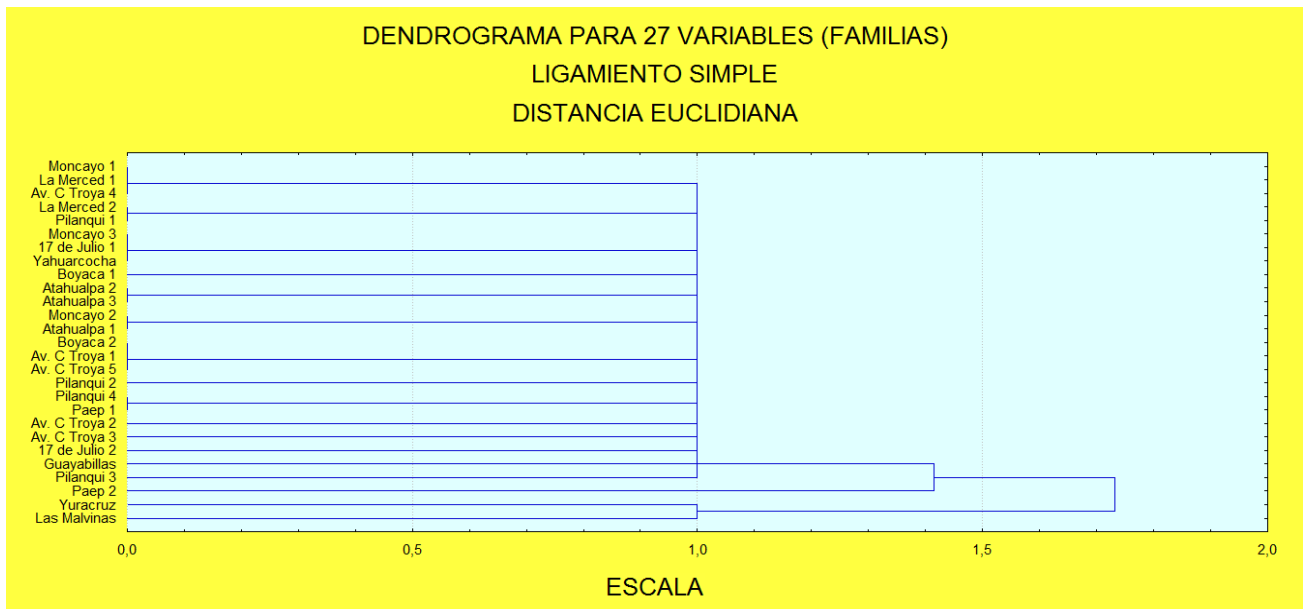 DENDROGRAMA PARA 27 VARIABLES (FAMILIAS)
LIGAMIENTO SIMPLE
DISTANCIA EUCLIDIANA
Moncayo 1
La Merced 1
Av. C Troya 4
La Merced 2
Pilanqui 1
Moncayo 3
17 de Julio 1
Yahuarcocha
Boyaca 1
Atahualpa 2
Atahualpa 3
Moncayo 2
Atahualpa 1
Boyaca 2
Av. C Troya 1
Av. C Troya 5
Pilanqui 2
Pilanqui 4
Paep 1
Av. C Troya 2
Av. C Troya 3
17 de Julio 2
Guayabillas
Pilanqui 3
Paep 2
Yuracruz
Las Malvinas
0,0 0,5 1,0 1,5 2,0
ESCALA